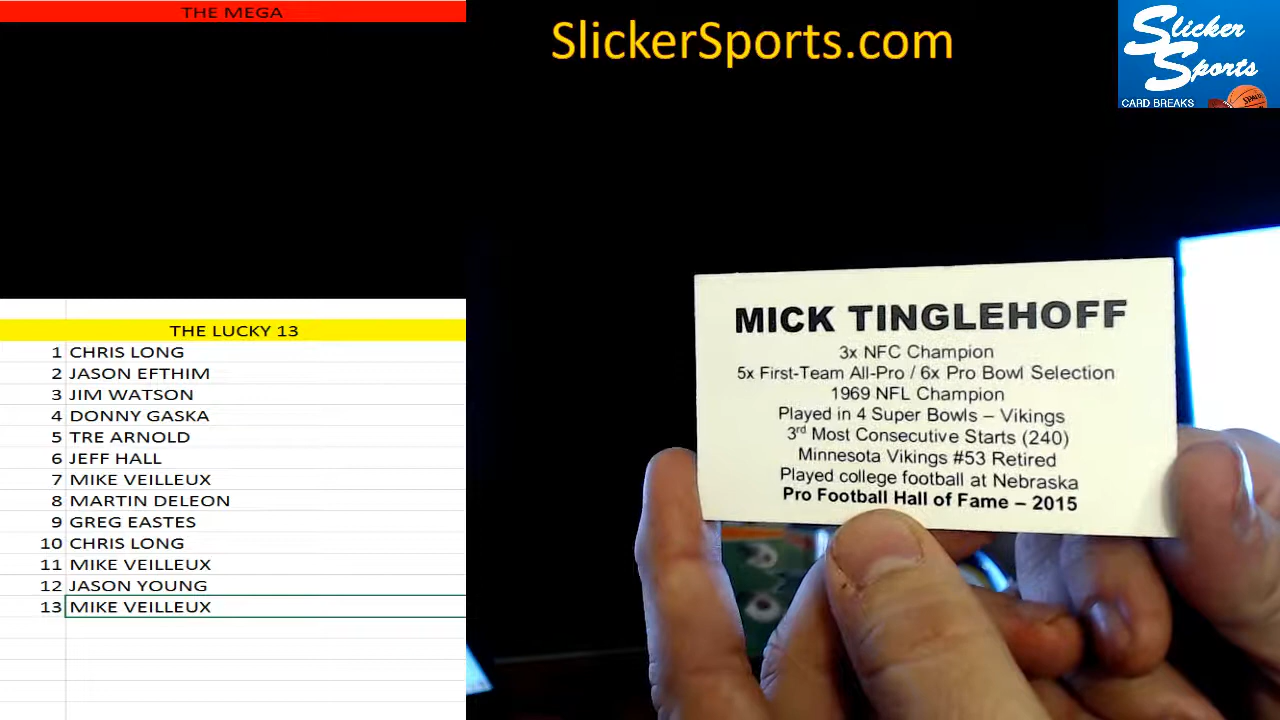 THE MEGA
SlickerSports.com
Slicker
Sports
CARD BREAKS
SPALDING
THE LUCKY 13
1 CHRIS LONG
2 JASON EFTHIM
3 JIM WATSON
4 DONNY GASKA
5 TRE ARNOLD
6 JEFF HALL
7 MIKE VEILLEUX
8 MARTIN DELEON
9 GREG EASTES
10 CHRIS LONG
11 MIKE VEILLEUX
12 JASON YOUNG
13 MIKE VEILLEUX
MICK TINGLEHOFF
3x NFC Champion
5x First-Team All-Pro / 6x Pro Bowl Selection
1969 NFL Champion
Played in 4 Super Bowls – Vikings
3rd Most Consecutive Starts (240)
Minnesota Vikings #53 Retired
Played college football at Nebraska
Pro Football Hall of Fame – 2015